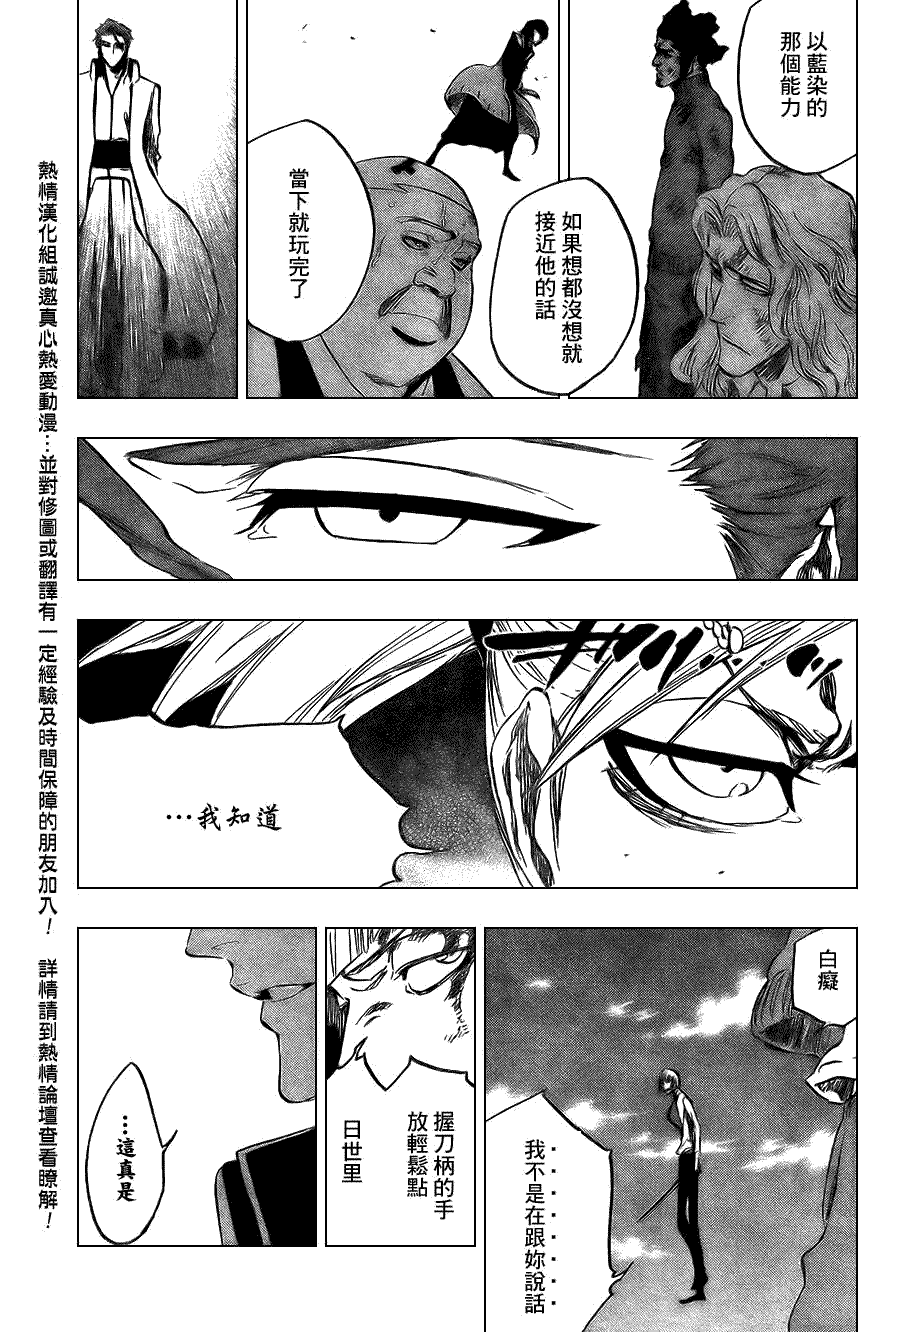 以藍染的
那個能力
如果想都沒想就
接近他的話
當下就玩完了
…我知道
白癡
我不是在跟妳說話
握刀柄的手
放輕鬆點
日世里
…這真是
熱情漢化組誠邀真心熱愛動漫…並對修圖或翻譯有一定經驗及時間保障的朋友加入！ 詳情請到熱情論壇查看瞭解！